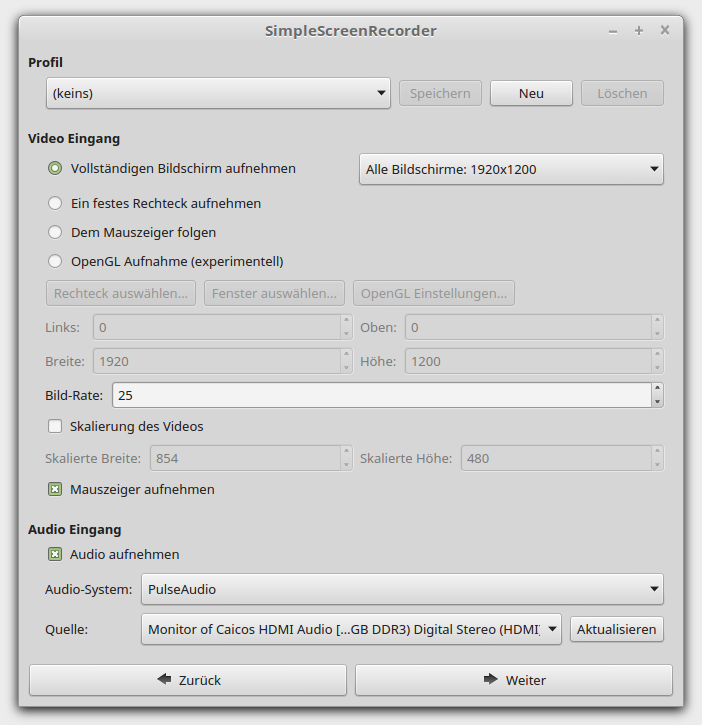 SimpleScreenRecorder
Profil
(keins) Speichern Neu Löschen
Video Eingang
Vollständigen Bildschirm aufnehmen Alle Bildschirme: 1920x1200
Ein festes Rechteck aufnehmen
Dem Mauszeiger folgen
OpenGL Aufnahme (experimentell)
Rechteck auswählen... Fenster auswählen... OpenGL Einstellungen...
Links: 0 Oben: 0
Breite: 1920 Höhe: 1200
Bild-Rate: 25
Skalierung des Videos
Skalierte Breite: 854 Skalierte Höhe: 480
Mauszeiger aufnehmen
Audio Eingang
Audio aufnehmen
Audio-System: PulseAudio
Quelle: Monitor of Caicos HDMI Audio [...GB DDR3) Digital Stereo (HDMI) Aktualisieren
Zurück Weiter